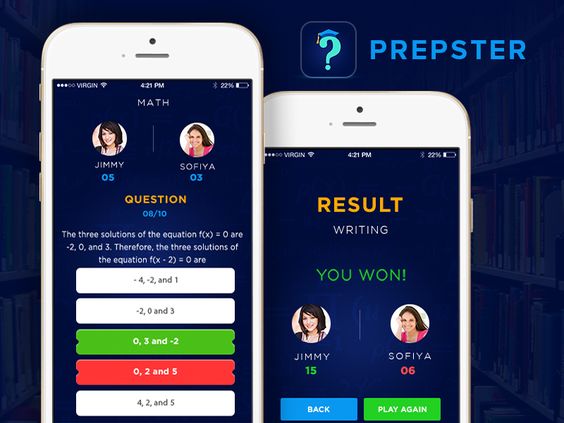 PREPSTER
VIRGIN 4:21 PM 22%
MATH
JIMMY SOFIYA
05 03
QUESTION
08/10
The three solutions of the equation f(x) = 0 are
-2, 0, and 3. Therefore, the three solutions of
the equation f(x - 2) = 0 are
- 4, -2, and 1
-2, 0 and 3
0, 3 and -2
0, 2 and 5
4, 2, and 5
VIRGIN 4:21 PM 22%
RESULT
WRITING
YOU WON!
JIMMY SOFIYA
15 06
BACK PLAY AGAIN